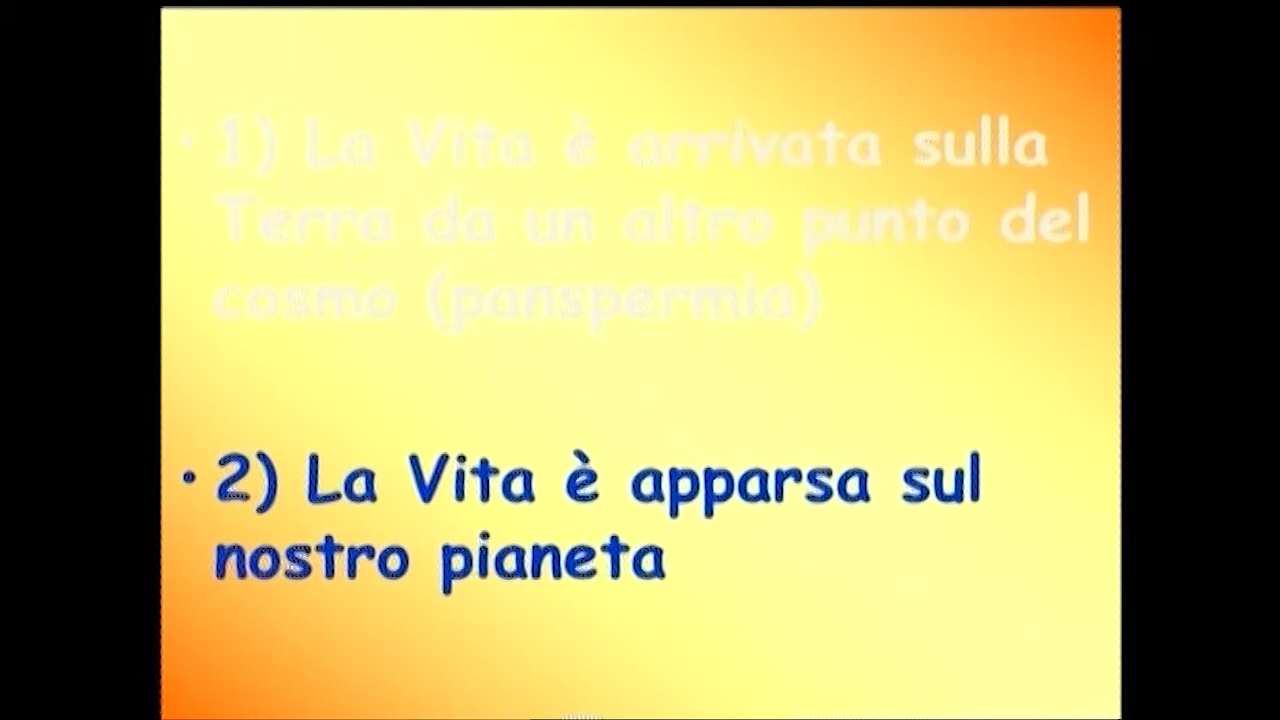 • 1) La Vita è arrivata sulla
Terra da un altro punto del
cosmo (panspermia)
• 2) La Vita è apparsa sul
nostro pianeta